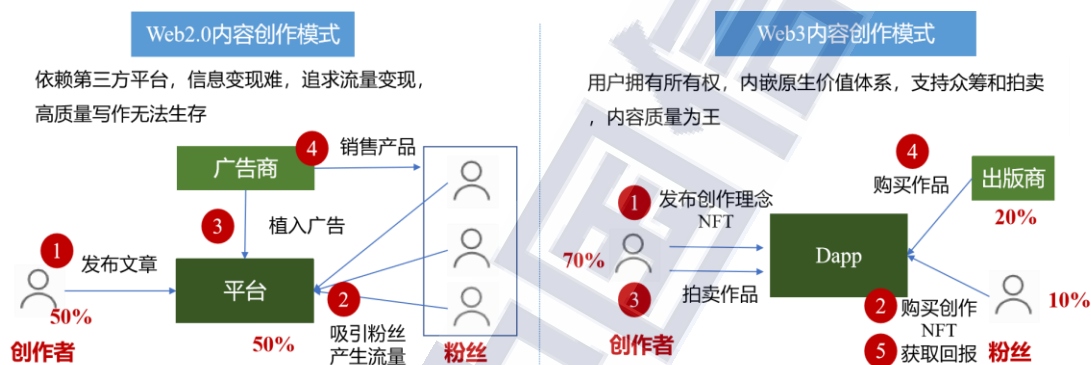 Web2.0内容创作模式
依赖第三方平台，信息变现难，追求流量变现，
高质量写作无法生存
广告商
4
销售产品
3
植入广告
1
发布文章
平台
50%
创作者
50%
2
吸引粉丝
产生流量
粉丝
Web3内容创作模式
用户拥有所有权，内嵌原生价值体系，支持众筹和拍卖
，内容质量为王
4
购买作品
出版商
20%
1
发布创作理念
NFT
70%
Dapp
3
拍卖作品
创作者
2
购买创作
NFT
5
获取回报
10%
粉丝